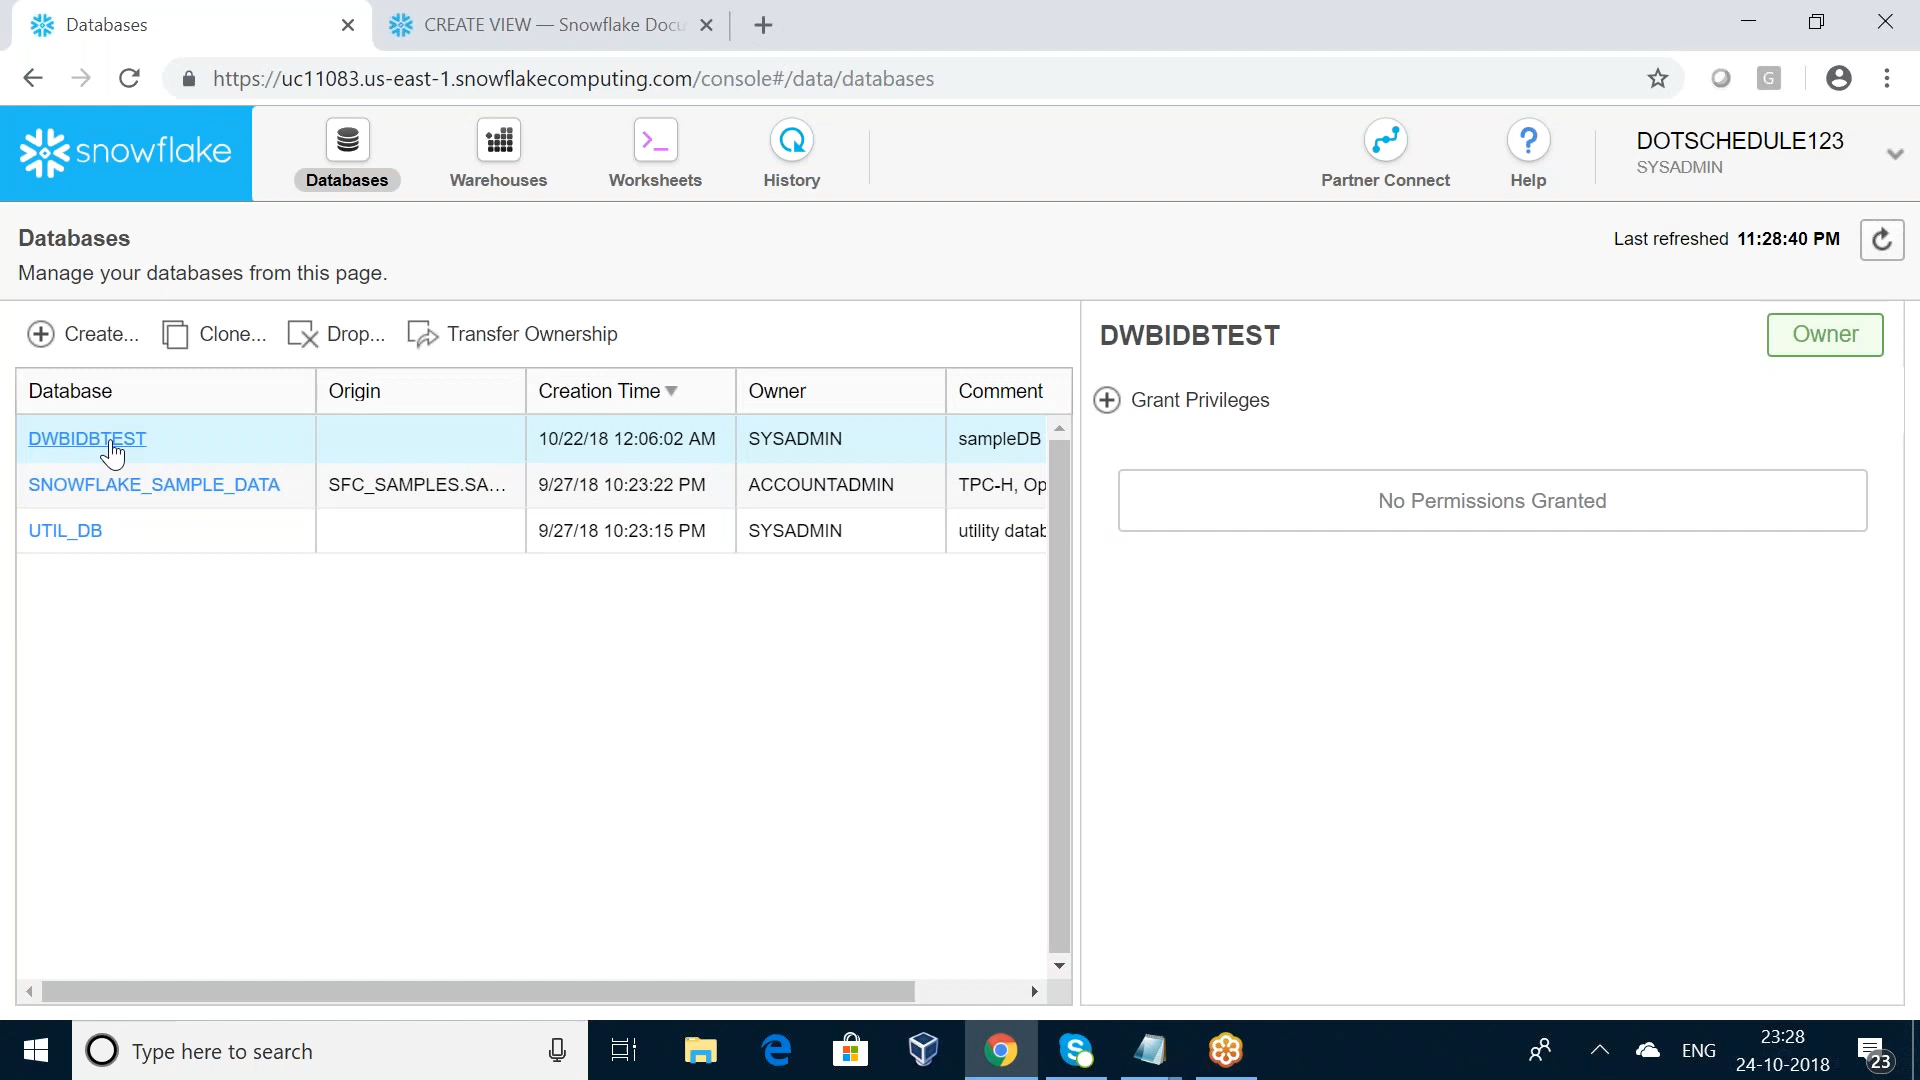 Databases
CREATE VIEW — Snowflake Docu
https://uc11083.us-east-1.snowflakecomputing.com/console#/data/databases
G
snowflake
Databases
Warehouses
Worksheets
History
Partner Connect
Help
DOTSCHEDULE123
SYSADMIN
Databases
Manage your databases from this page.
Last refreshed 11:28:40 PM
Create... Clone... Drop... Transfer Ownership
Database Origin Creation Time Owner Comment
DWBIDBTEST 10/22/18 12:06:02 AM SYSADMIN sampleDB
SNOWFLAKE_SAMPLE_DATA SFC_SAMPLES.SA... 9/27/18 10:23:22 PM ACCOUNTADMIN TPC-H, Op
UTIL_DB 9/27/18 10:23:15 PM SYSADMIN utility datab
DWBIDBTEST
Owner
Grant Privileges
No Permissions Granted
Type here to search
ENG
23:28
24-10-2018
23